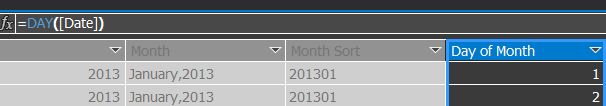 fx =DAY([Date])
Month Month Sort Day of Month
2013 January,2013 201301 1
2013 January,2013 201301 2